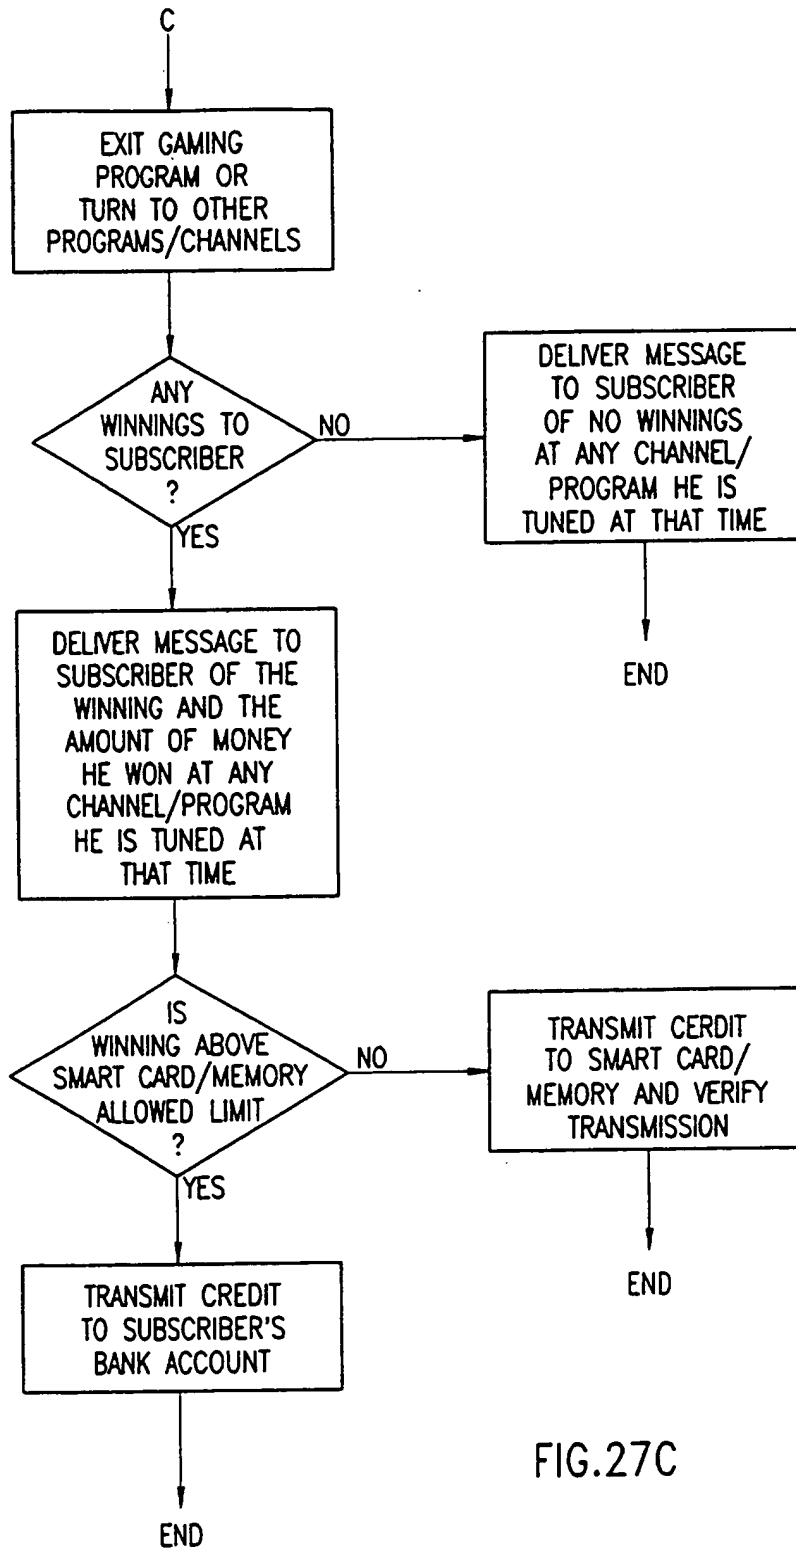 C
EXIT GAMING
PROGRAM OR
TURN TO OTHER
PROGRAMS/CHANNELS
ANY
WINNINGS TO
SUBSCRIBER
?
NO
YES
DELIVER MESSAGE
TO SUBSCRIBER
OF NO WINNINGS
AT ANY CHANNEL/
PROGRAM HE IS
TUNED AT THAT TIME
END
DELIVER MESSAGE TO
SUBSCRIBER OF THE
WINNING AND THE
AMOUNT OF MONEY
HE WON AT ANY
CHANNEL/PROGRAM
HE IS TUNED AT
THAT TIME
IS
WINNING ABOVE
SMART CARD/MEMORY
ALLOWED LIMIT
?
NO
YES
TRANSMIT CERDIT
TO SMART CARD/
MEMORY AND VERIFY
TRANSMISSION
END
TRANSMIT CREDIT
TO SUBSCRIBER'S
BANK ACCOUNT
END
FIG.27C